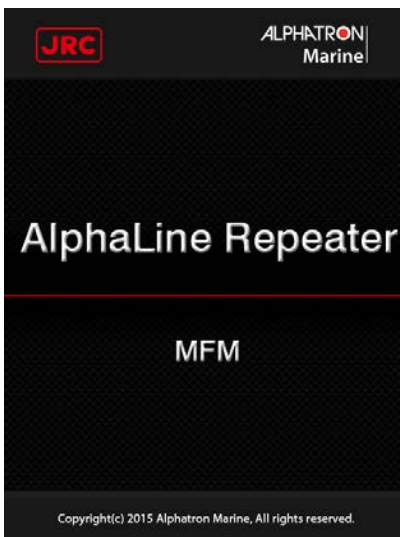 JRC
ALPHATRON
Marine
AlphaLine Repeater
MFM
Copyright(c) 2015 Alphatron Marine, All rights reserved.